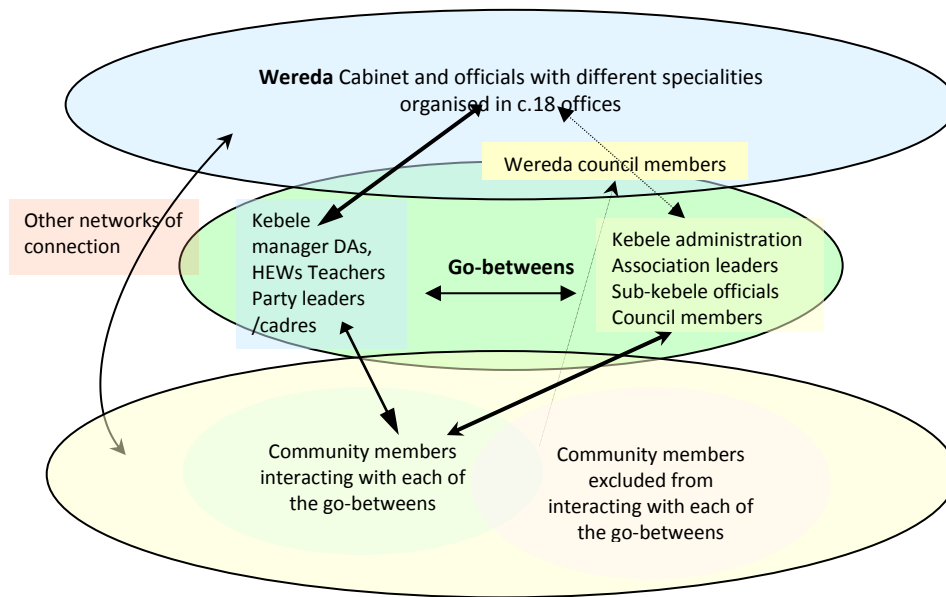 Wereda Cabinet and officials with different specialities
organised in c.18 offices
Wereda council members
Other networks of
connection
Kebele
manager DAs,
HEWs Teachers
Party leaders
/cadres
Go-betweens
Kebele administration
Association leaders
Sub-kebele officials
Council members
Community members
interacting with each of
the go-betweens
Community members
excluded from
interacting with each of
the go-betweens